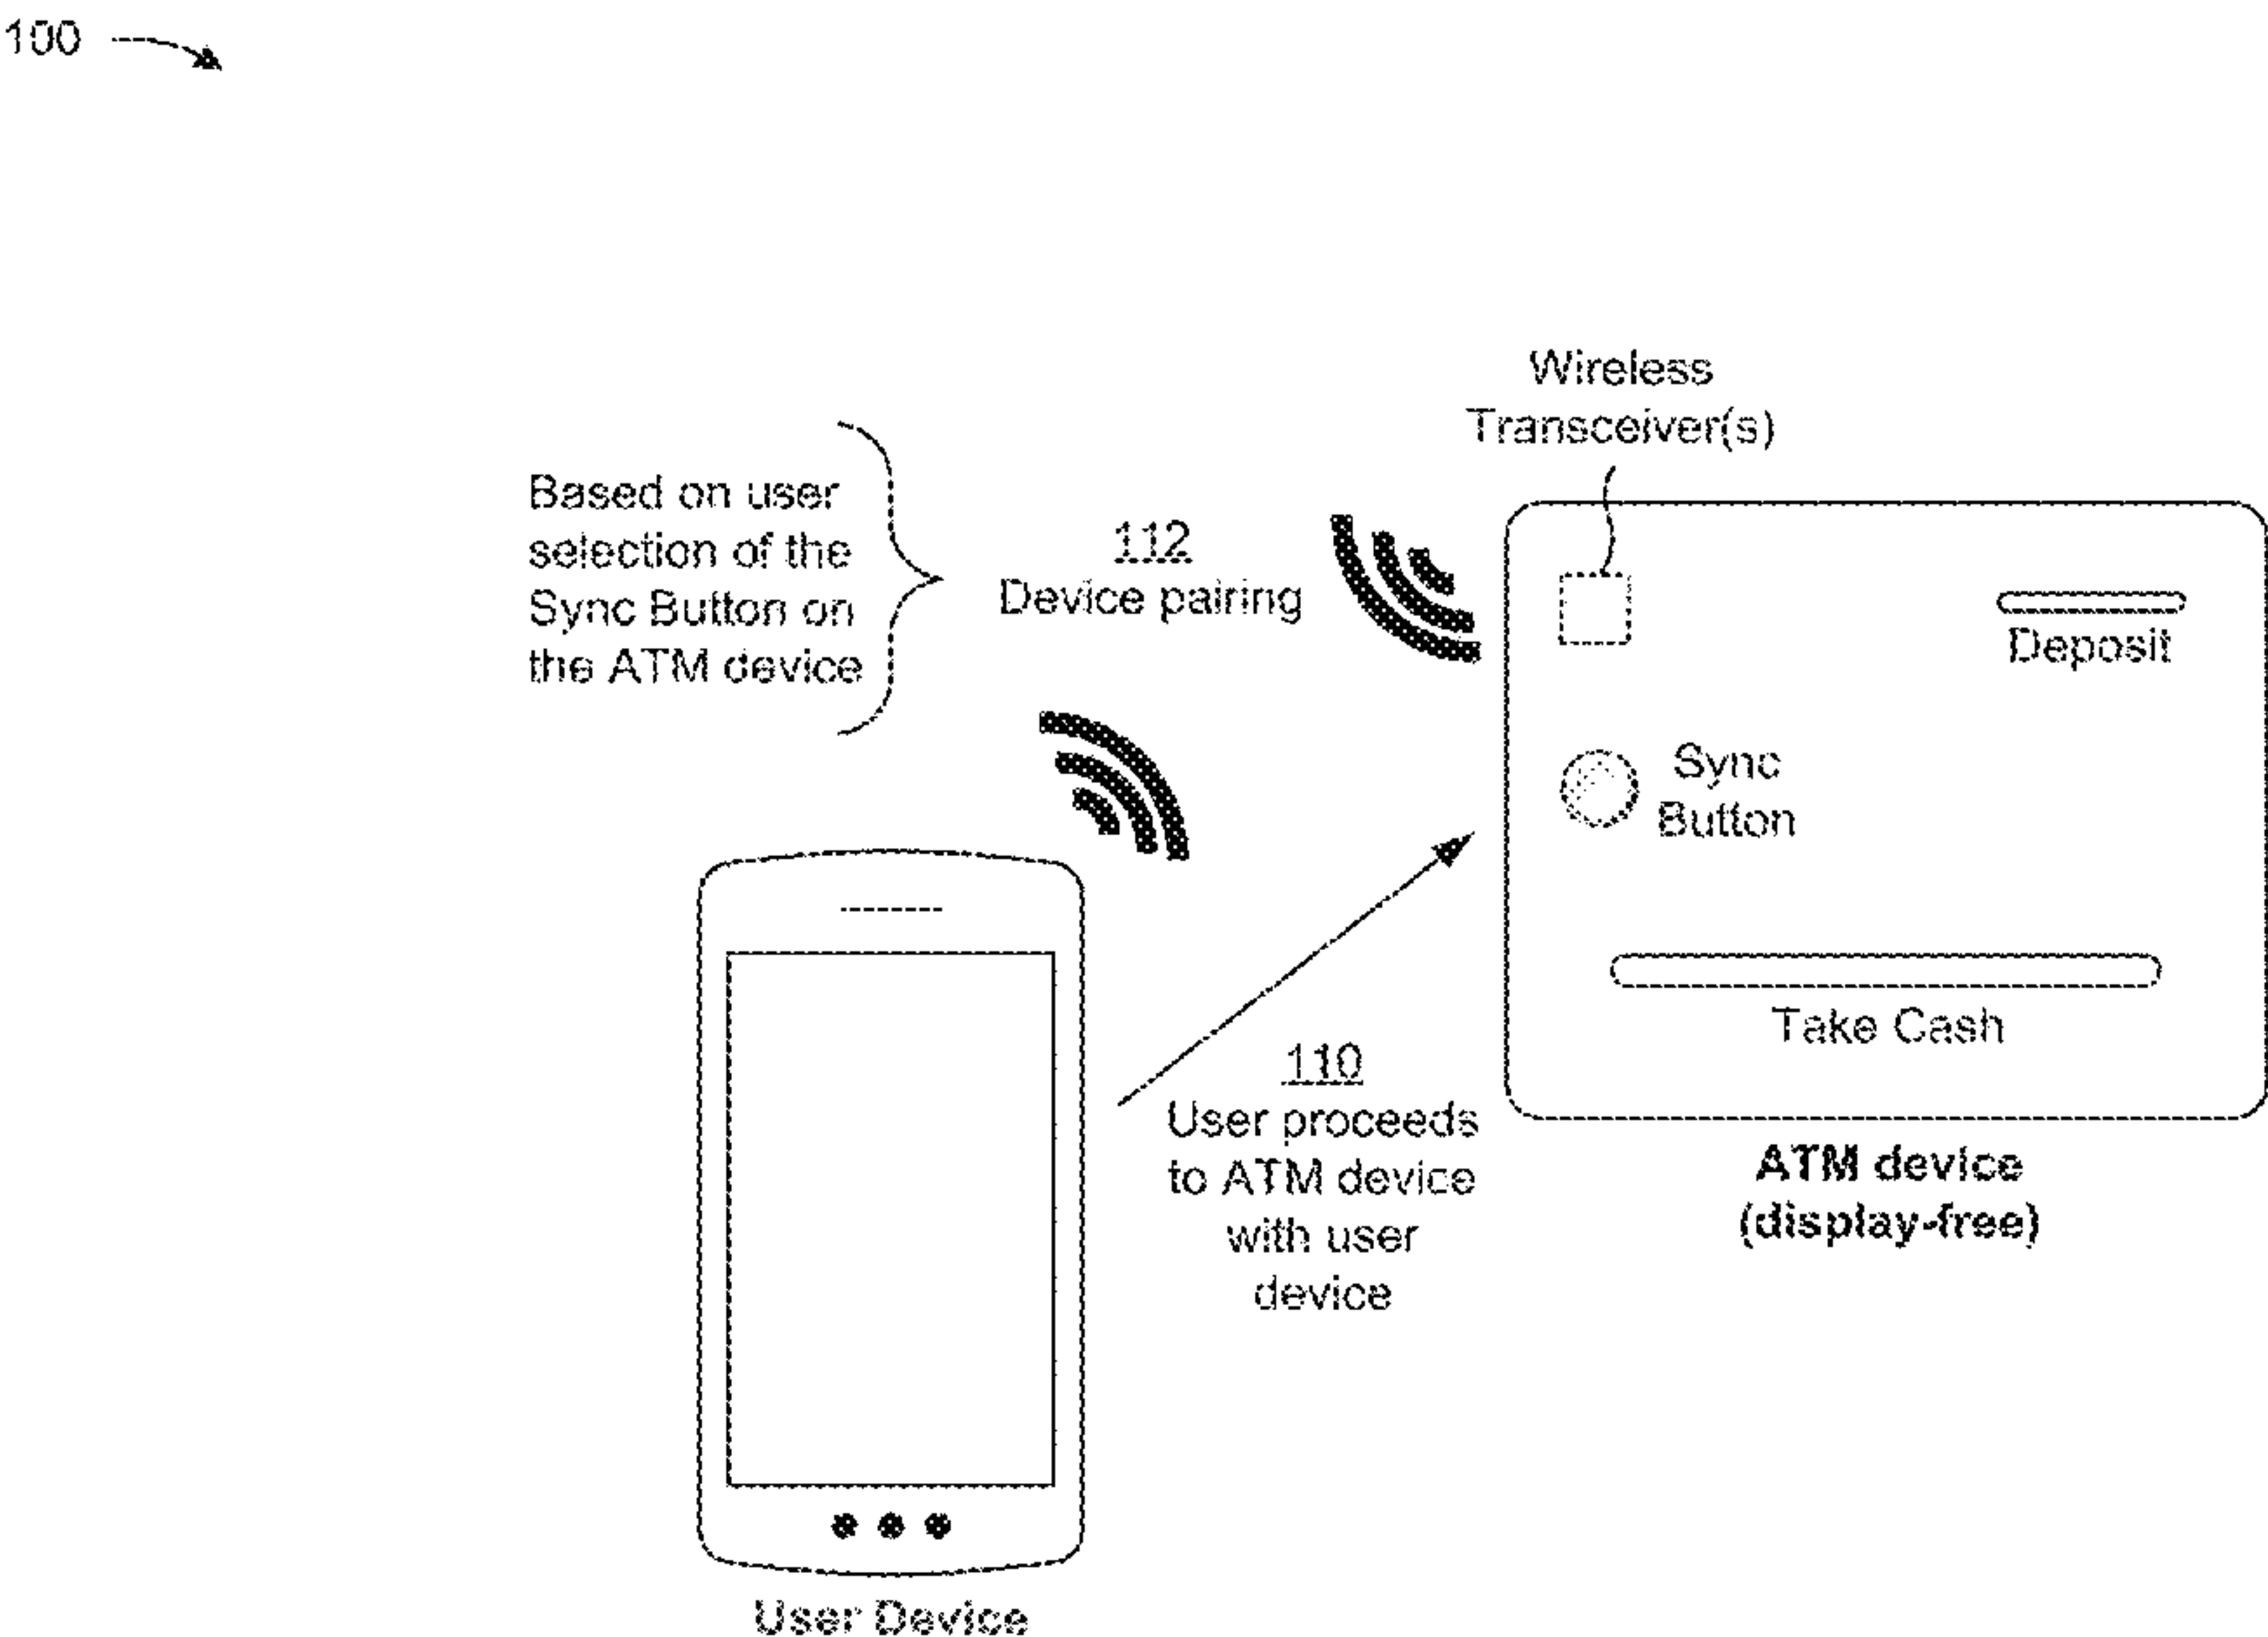 100
Wireless
Transceiver(s)
Based on user
selection of the
Sync Button on
the ATM device
112
Device pairing
Deposit
Sync
Button
Take Cash
110
User proceeds
to ATM device
with user
device
ATM device
(display-free)
User Device